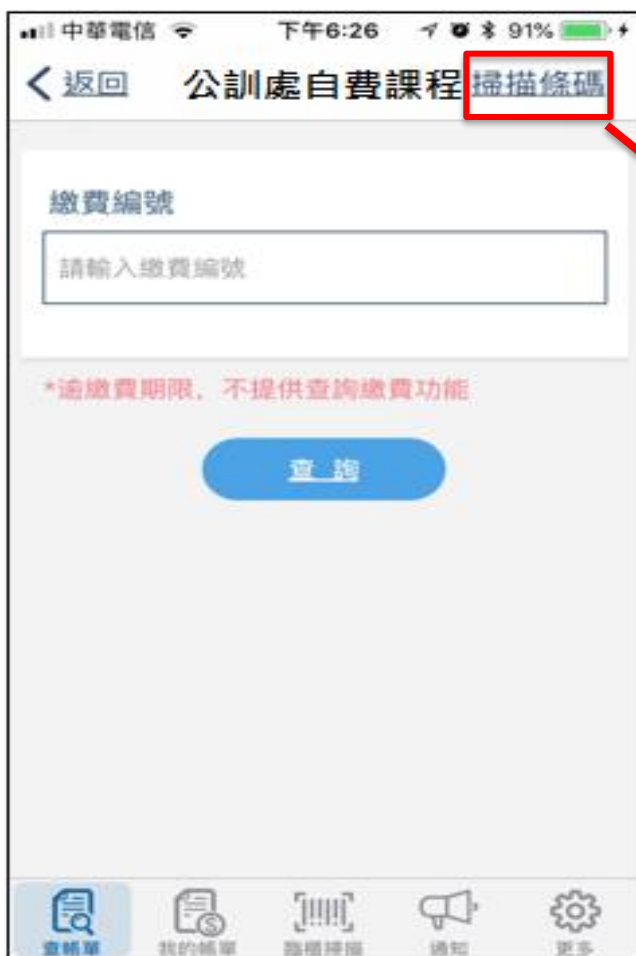 中華電信 下午6:26 91%
返回 公訓處自費課程 掃描條碼
繳費編號
請輸入繳費編號
*逾繳費期限，不提供查詢繳費功能
查 詢
查帳單 我的帳單 臨櫃掃描 通知 更多